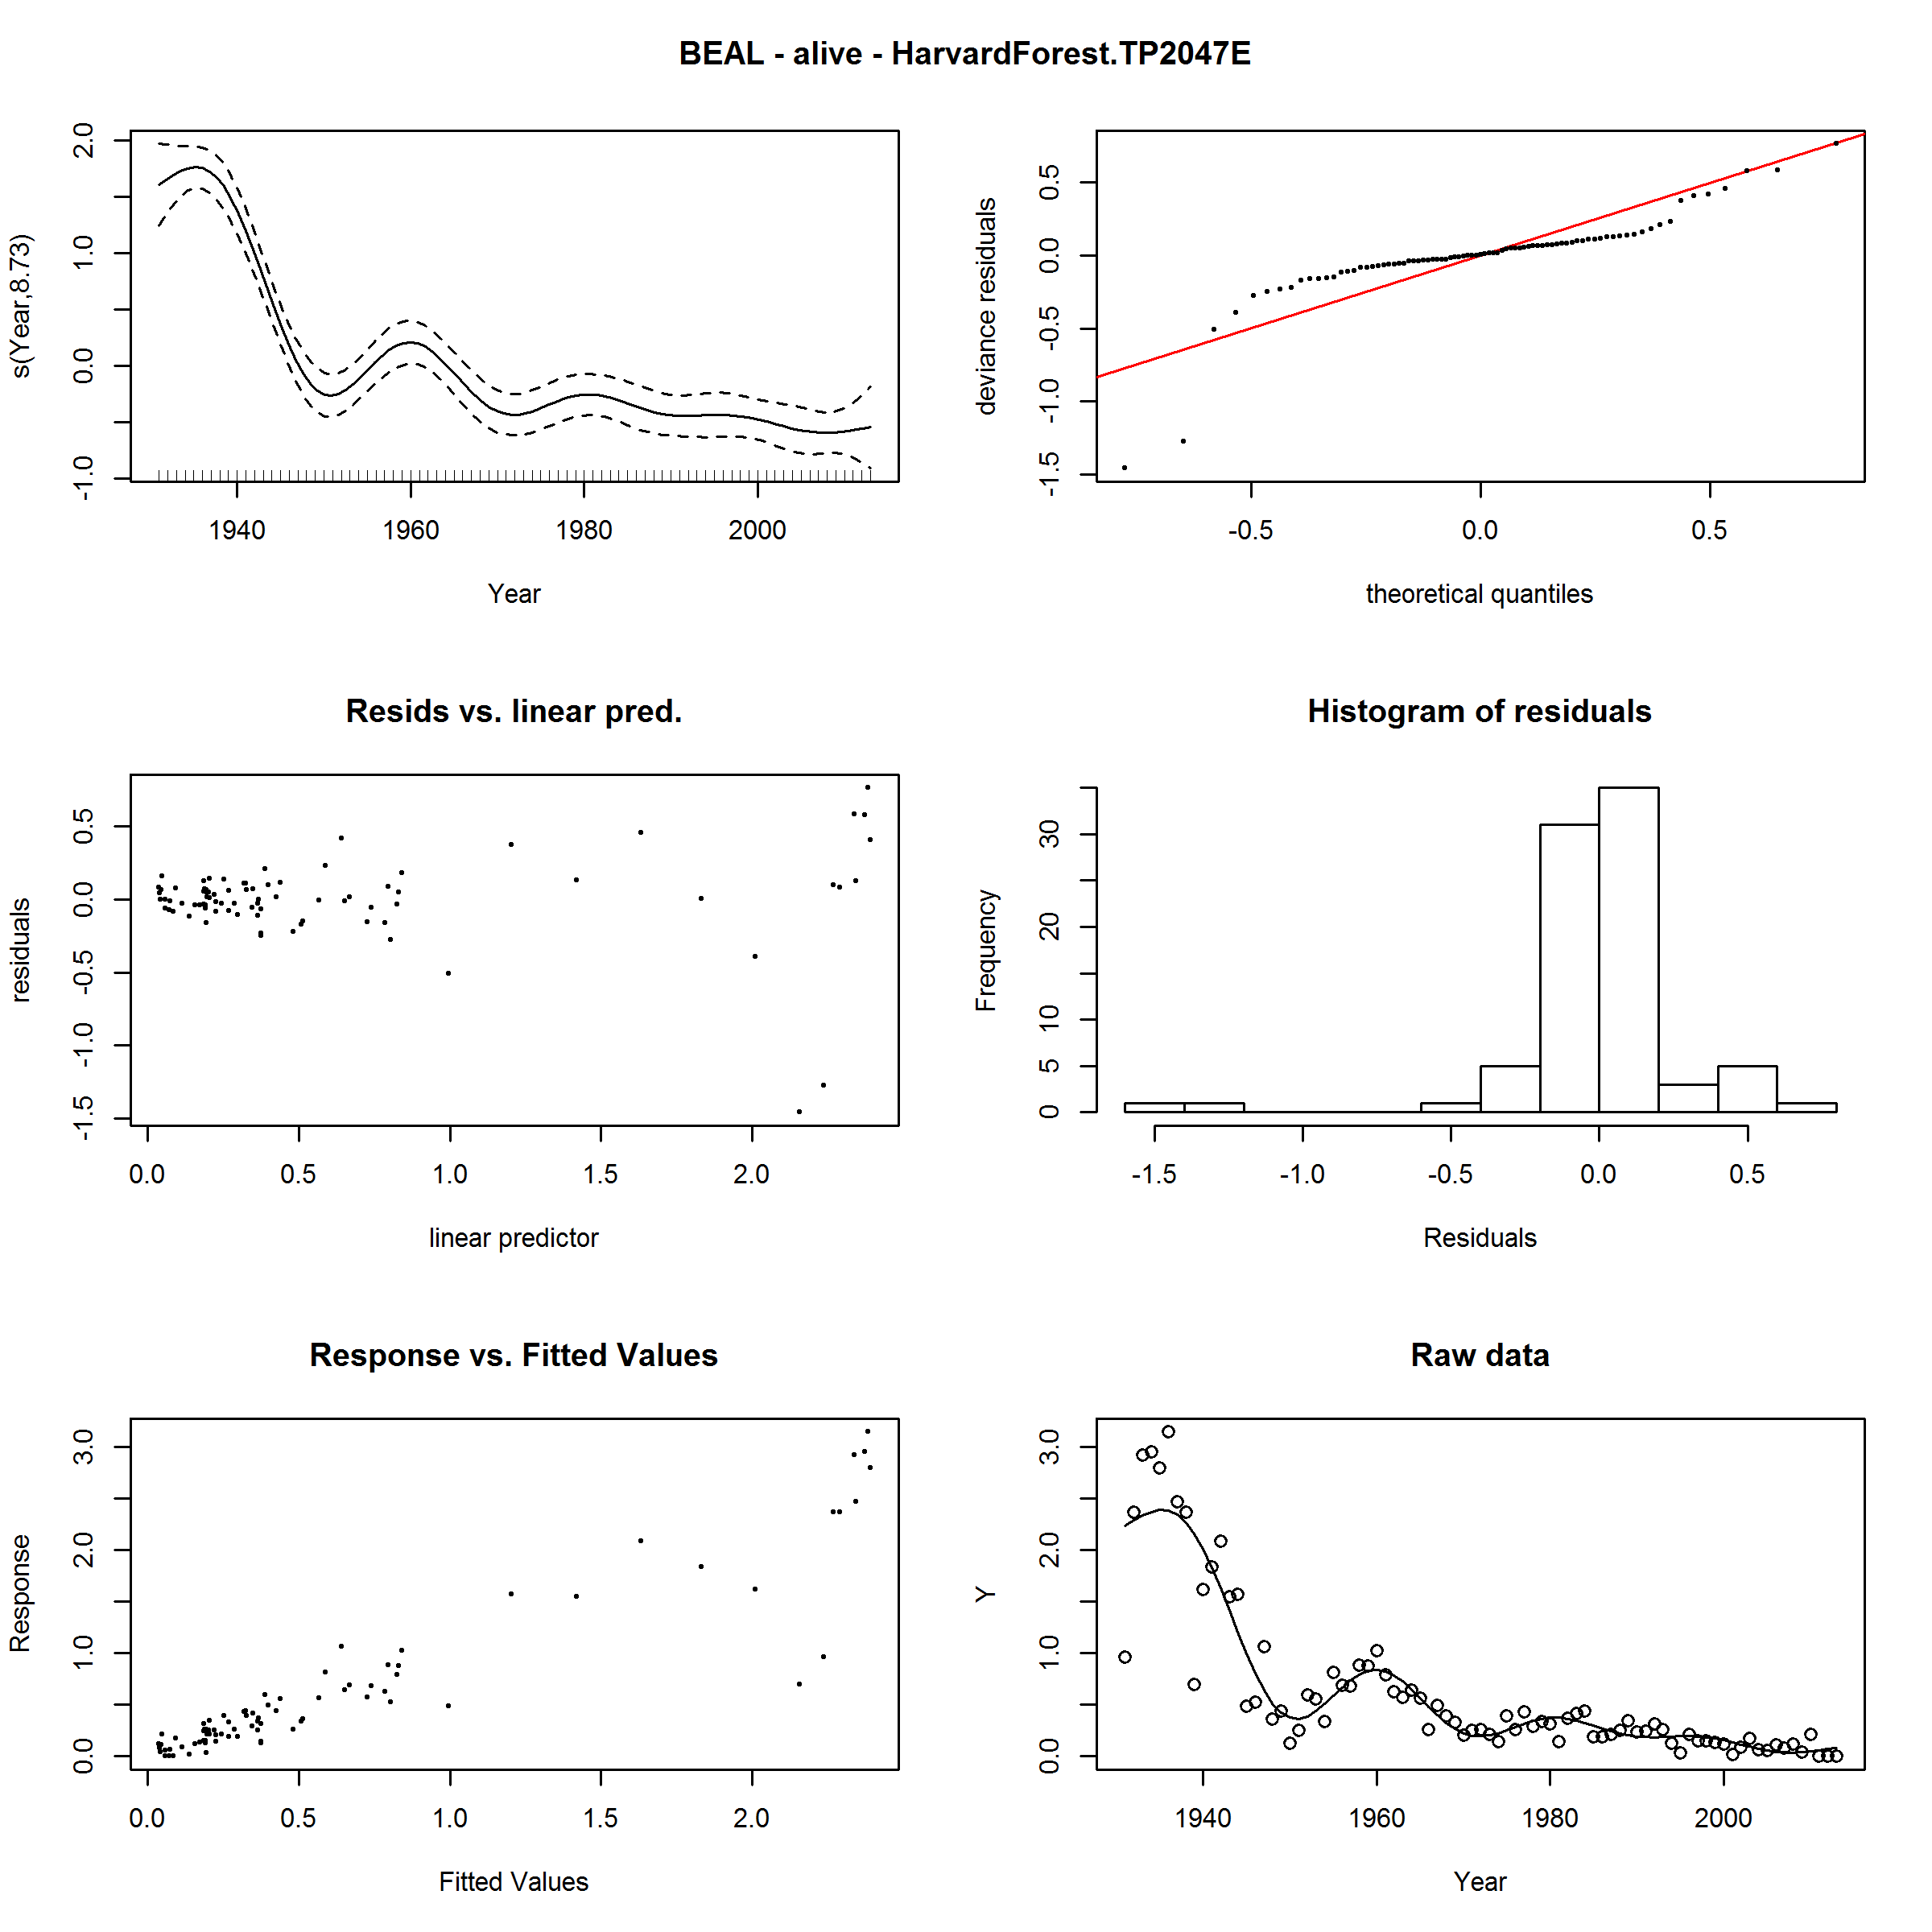 BEAL - alive - HarvardForest.TP2047E
s(Year,8.73)
-1.0 0.0 1.0 2.0
1940 1960 1980 2000
Year
deviance residuals
-1.5 -1.0 -0.5 0.0 0.5
-0.5 0.0 0.5
theoretical quantiles
Resids vs. linear pred.
residuals
-1.5 -1.0 -0.5 0.0 0.5
0.0 0.5 1.0 1.5 2.0
linear predictor
Histogram of residuals
Frequency
0 5 10 20 30
-1.5 -1.0 -0.5 0.0 0.5
Residuals
Response vs. Fitted Values
Response
0.0 1.0 2.0 3.0
0.0 0.5 1.0 1.5 2.0
Fitted Values
Raw data
Y
0.0 1.0 2.0 3.0
1940 1960 1980 2000
Year